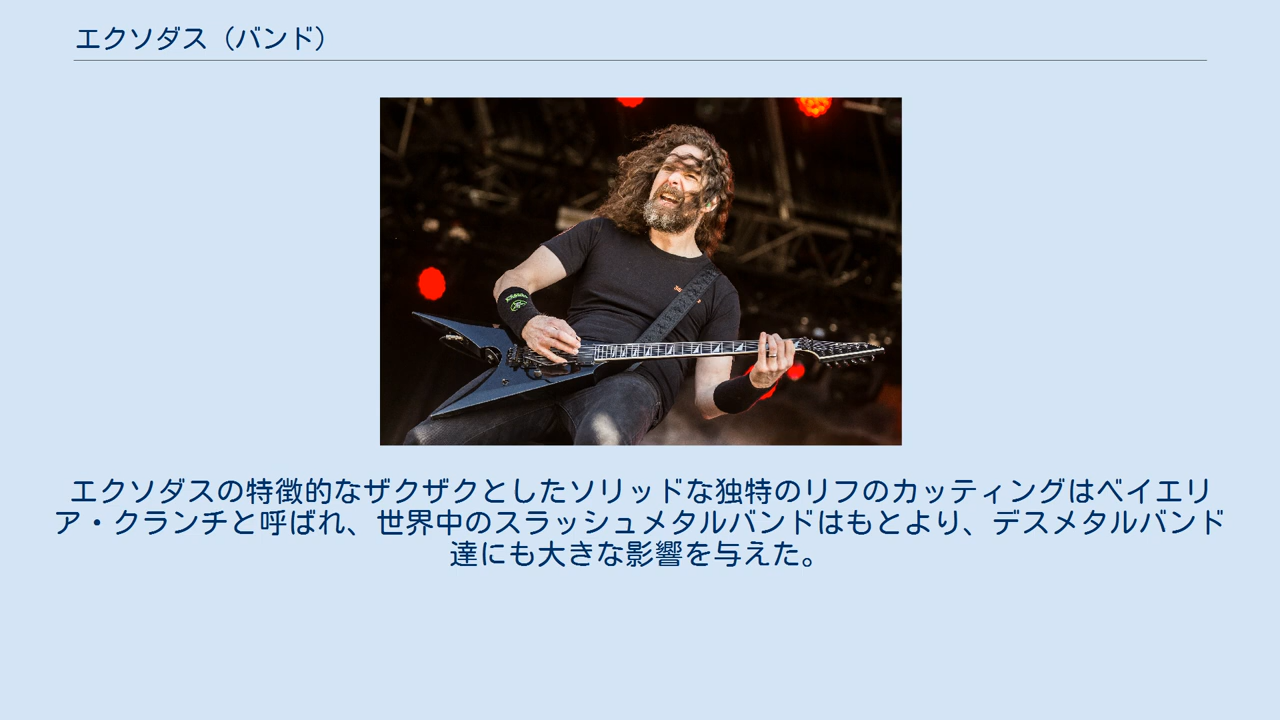 エクソダス（バンド）
エクソダスの特徴的なザクザクとしたソリッドな独特のリフのカッティングはベイエリ
ア・クランチと呼ばれ、世界中のスラッシュメタルバンドはもとより、デスメタルバンド
達にも大きな影響を与えた。